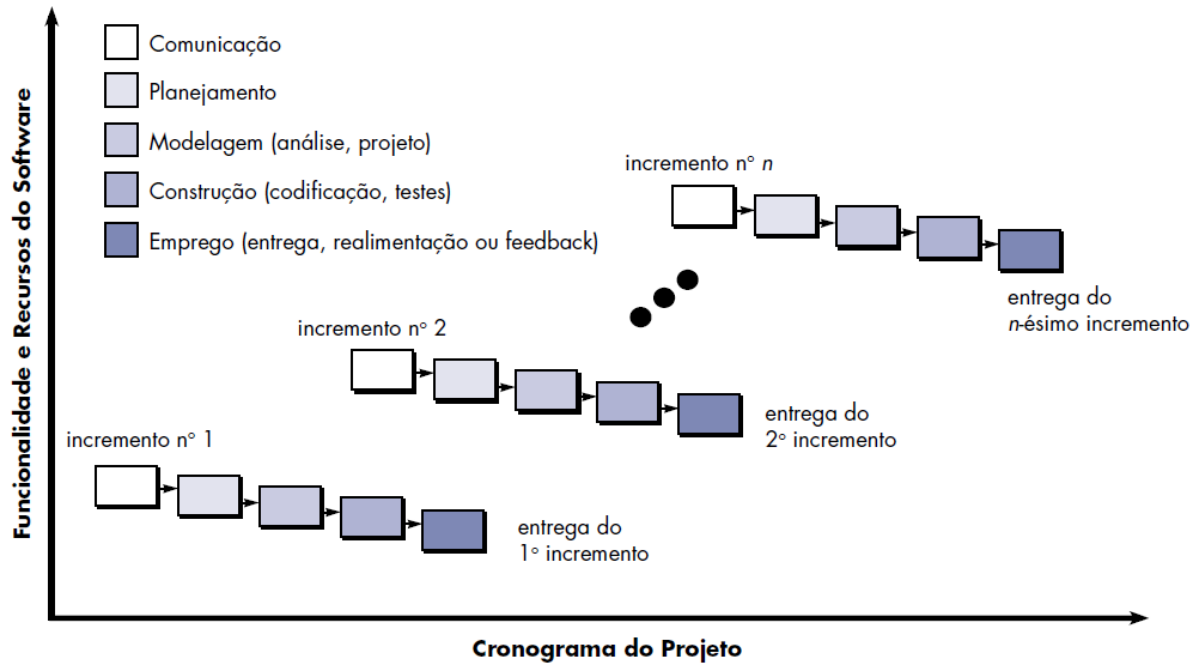 Funcionalidade e Recursos do Software
Comunicação
Planejamento
Modelagem (análise, projeto)
Construção (codificação, testes)
Emprego (entrega, realimentação ou feedback)
incremento n° n
entrega do
n-ésimo incremento
incremento n° 2
entrega do
2° incremento
incremento n° 1
entrega do
1° incremento
Cronograma do Projeto